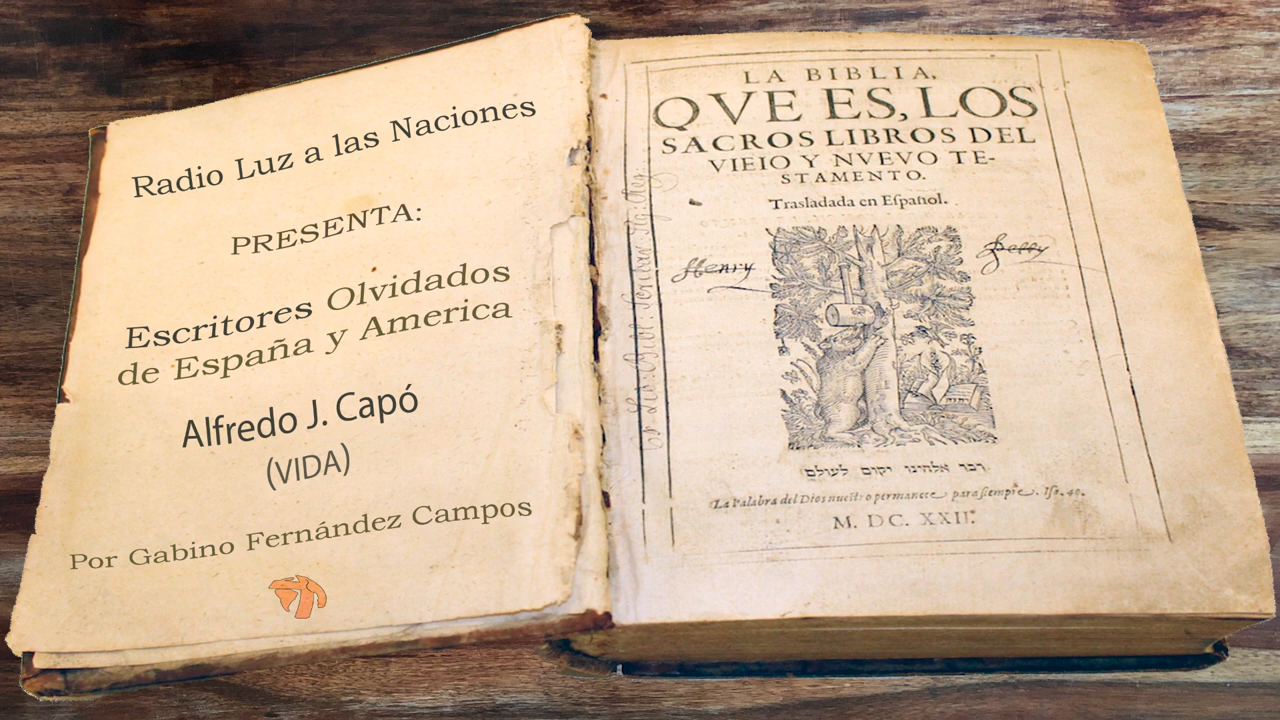 Radio Luz a las Naciones
PRESENTA:
Escritores Olvidados
de España y America
Alfredo J. Capó
(VIDA)
Por Gabino Fernández Campos
LA BIBLIA,
QVE ES, LOS
SACROS LIBROS DEL
VIEIO Y NVEVO TE-
STAMENTO.
Trasladada en Español.
Henry
דבר אלהינו יקום לעולם
La Palabra del Dios nuestro permanece para siempre. Isa. 40.
M. DC. XXII.